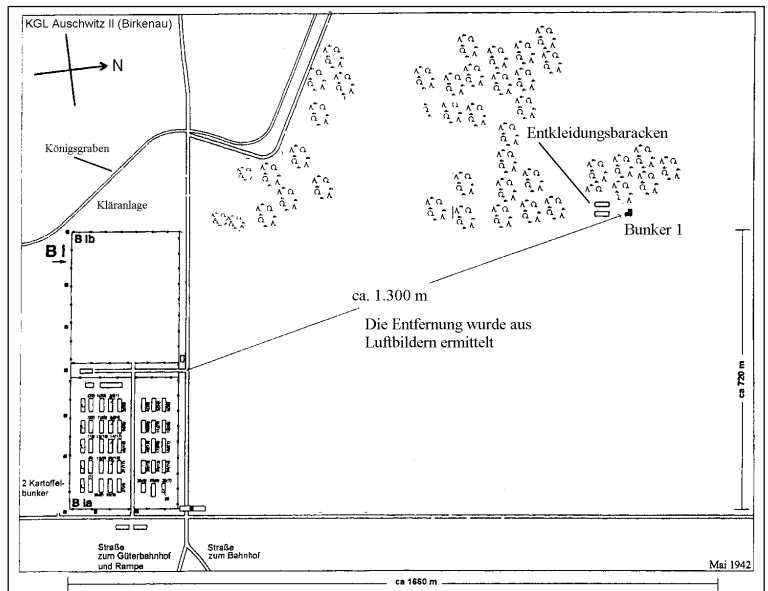 KGL Auschwitz II (Birkenau)
N
Königsgraben
Entkleidungsbaracken
Kläranlage
Bunker 1
B Ib
B I
ca. 1.300 m
Die Entfernung wurde aus
Luftbildern ermittelt
ca 720 m
2 Kartoffel-
bunker
B Ia
Straße
zum Güterbahnhof
und Rampe
Straße
zum Bahnhof
Mai 1942
ca 1660 m